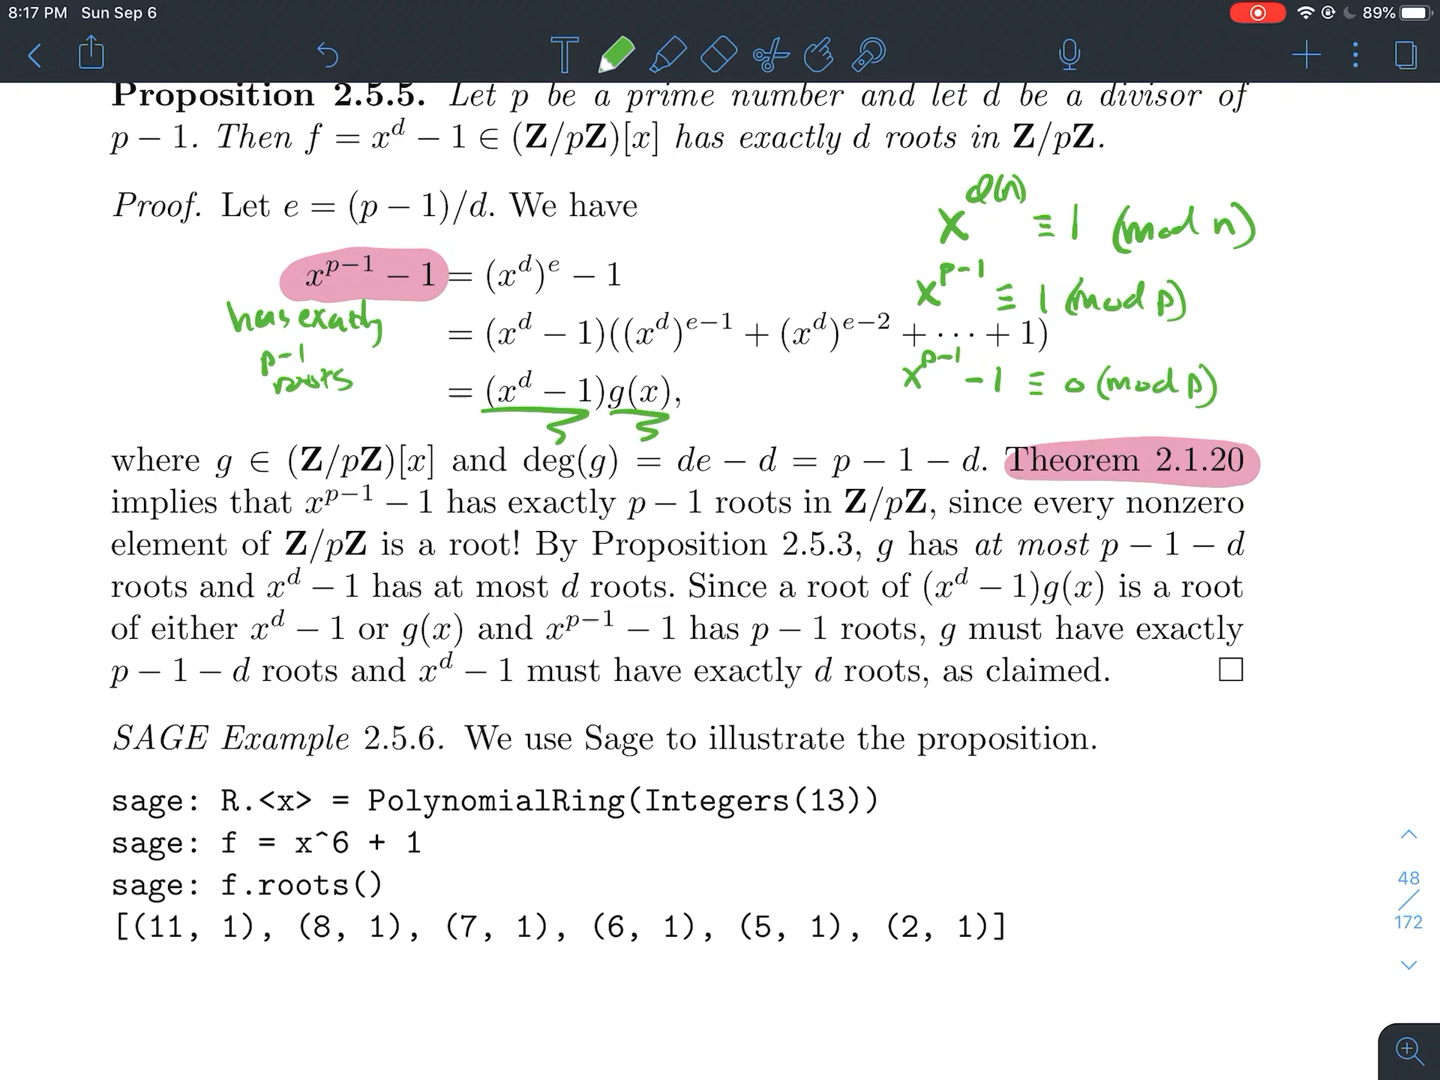 8:17 PM Sun Sep 6
89%
Proposition 2.5.5. Let p be a prime number and let d be a divisor of
p − 1. Then f = x^d − 1 ∈ (Z/pZ)[x] has exactly d roots in Z/pZ.
Proof. Let e = (p − 1)/d. We have
x^φ(n) ≡ 1 (mod n)
x^{p−1} − 1 = (x^d)^e − 1
x^{p-1} ≡ 1 (mod p)
has exactly
p-1
roots
= (x^d − 1)((x^d)^{e−1} + (x^d)^{e−2} + ⋯ + 1)
x^{p-1} - 1 ≡ 0 (mod p)
= (x^d − 1)g(x),
where g ∈ (Z/pZ)[x] and deg(g) = de − d = p − 1 − d. Theorem 2.1.20
implies that x^{p−1} − 1 has exactly p − 1 roots in Z/pZ, since every nonzero
element of Z/pZ is a root! By Proposition 2.5.3, g has at most p − 1 − d
roots and x^d − 1 has at most d roots. Since a root of (x^d − 1)g(x) is a root
of either x^d − 1 or g(x) and x^{p−1} − 1 has p − 1 roots, g must have exactly
p − 1 − d roots and x^d − 1 must have exactly d roots, as claimed. □
SAGE Example 2.5.6. We use Sage to illustrate the proposition.
sage: R.<x> = PolynomialRing(Integers(13))
sage: f = x^6 + 1
sage: f.roots()
[(11, 1), (8, 1), (7, 1), (6, 1), (5, 1), (2, 1)]
48
/
172